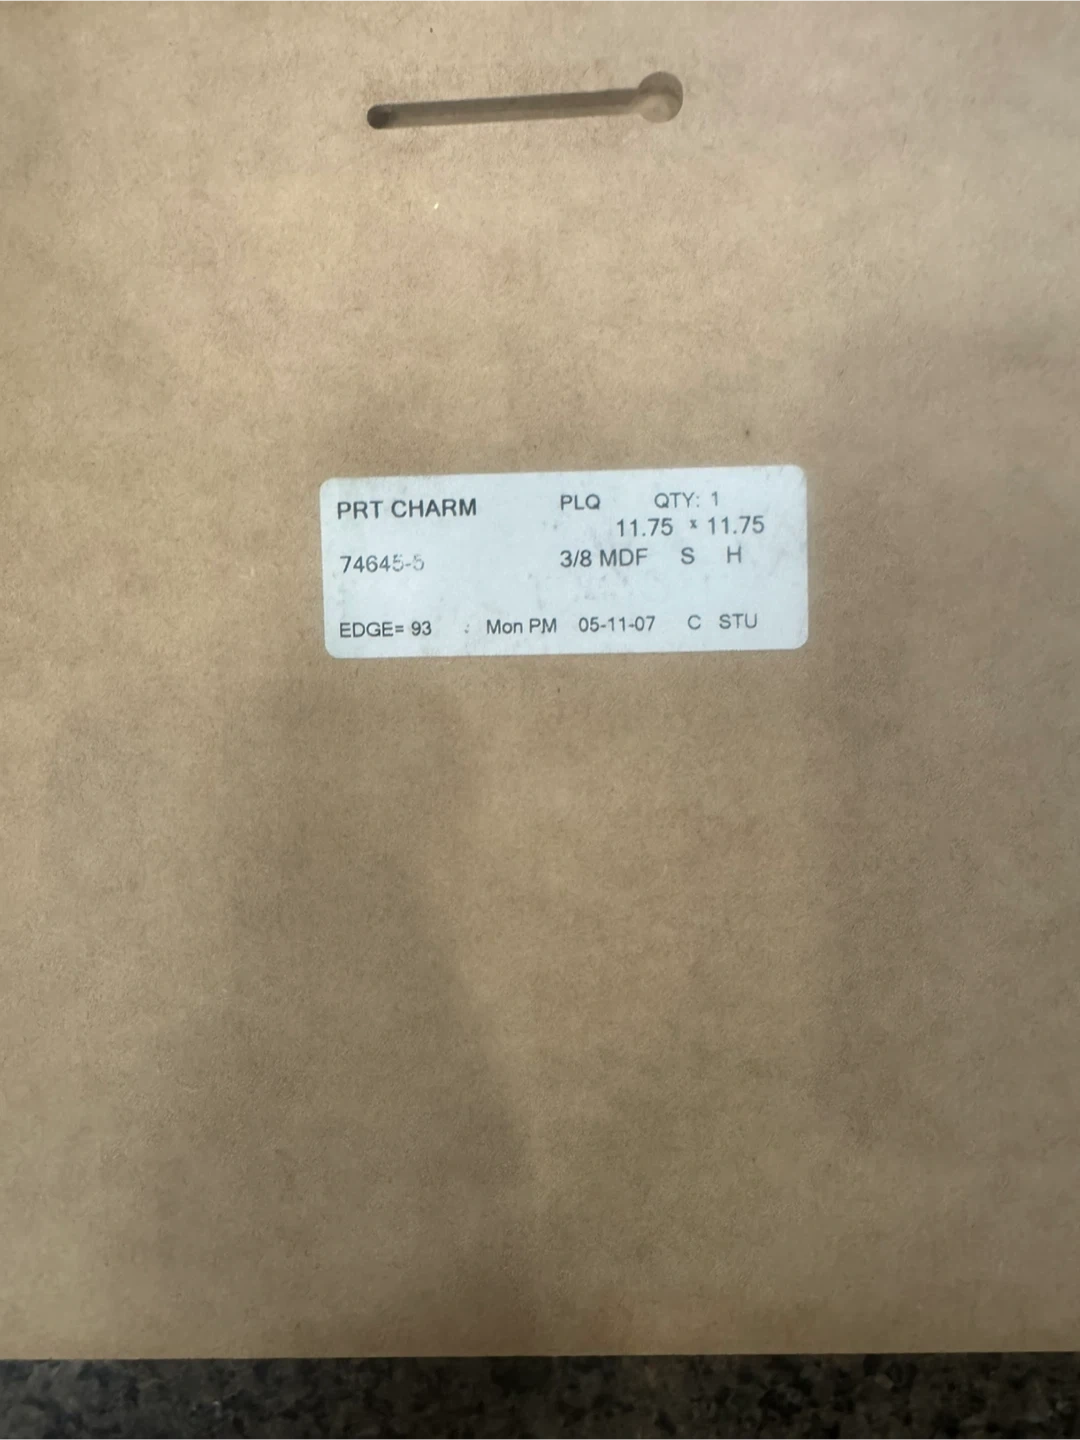 PRT CHARM PLQ QTY: 1
11.75 x 11.75
74645-5 3/8 MDF S H
EDGE= 93 : Mon PM 05-11-07 C STU